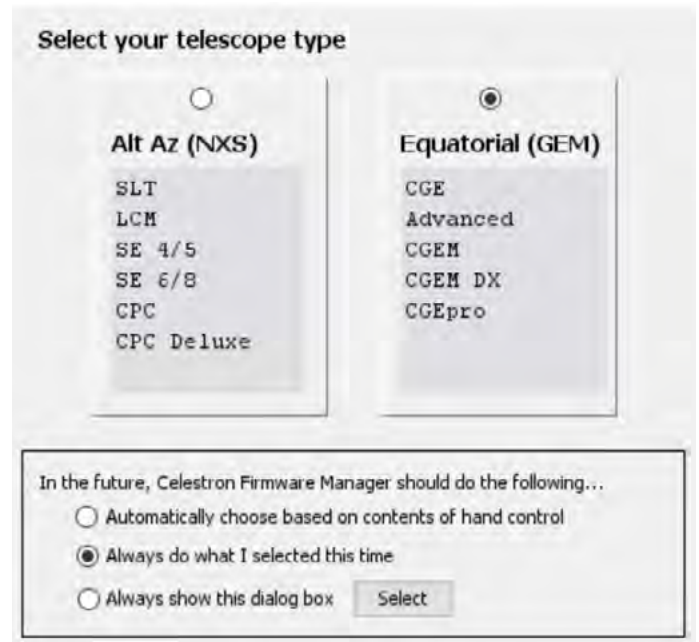 Select your telescope type
Alt Az (NXS)
SLT
LCM
SE 4/5
SE 6/8
CPC
CPC Deluxe
Equatorial (GEM)
CGE
Advanced
CGEM
CGEM DX
CGEpro
In the future, Celestron Firmware Manager should do the following...
Automatically choose based on contents of hand control
Always do what I selected this time
Always show this dialog box Select